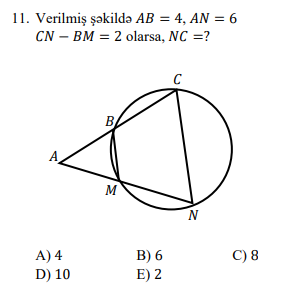 11. Verilmiş şəkildə AB = 4, AN = 6
CN − BM = 2 olarsa, NC =?
C
B
A
M
N
A) 4 B) 6 C) 8
D) 10 E) 2